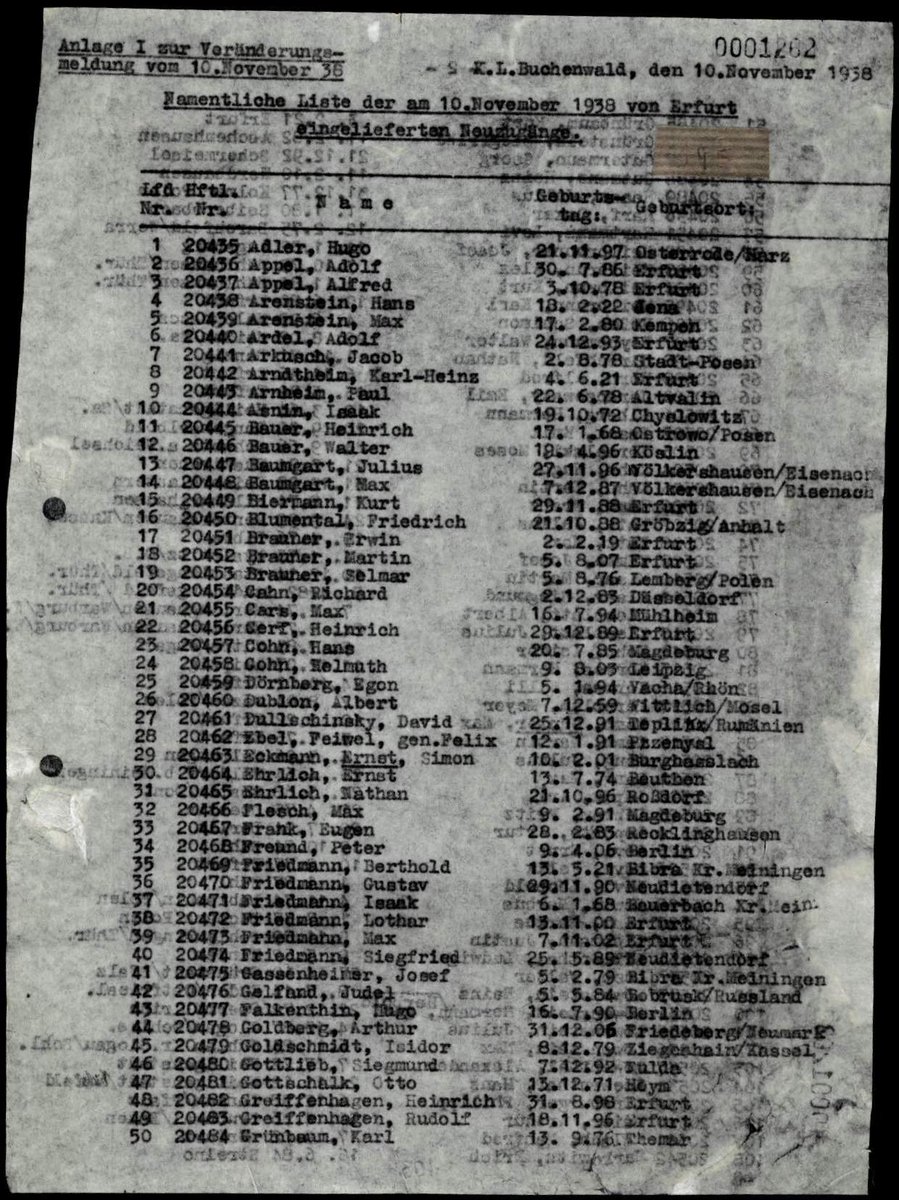 0001262
Anlage I zur Veränderungs-
meldung vom 10.November 38
K.L.Buchenwald, den 10.November 1938
Namentliche Liste der am 10.November 1938 von Erfurt
eingelieferten Neuzugänge.
Lfd Hftl. Name Geburts- Geburtsort:
Nr. Nr. tag:
1 20435 Adler, Hugo 21.11.97 Osterrode/Harz
2 20436 Appel, Adolf 30. 7.86 Erfurt
3 20437 Appel, Alfred 3.10.78 Erfurt
4 20438 Arenstein, Hans 18. 2.22 Jena
5 20439 Arenstein, Max 17. 2.80 Kempen
6 20440 Ardel, Adolf 24.12.93 Erfurt
7 20441 Arkusch, Jacob 2. 8.78 Stadt-Posen
8 20442 Arndtheim, Karl-Heinz 4. 6.21 Erfurt
9 20443 Arnheim, Paul 22. 6.78 Altwalin
10 20444 Asnin, Isaak 19.10.72 Chyslowitz
11 20445 Bauer, Heinrich 17. 1.68 Ostrowo/Posen
12 20446 Bauer, Walter 4.96 Köslin
13 20447 Baumgart, Julius 27.11.96 Völkershausen/Eisenach
14 20448 Baumgart, Max 7.12.87 Völkershausen/Eisenach
15 20449 Biermann, Kurt 29.11.88 Erfurt
16 20450 Blumental, Friedrich 21.10.88 Gröbzig/Anhalt
17 20451 Brauner, Erwin 2. 2.19 Erfurt
18 20452 Brauner, Martin 5. 8.07 Erfurt
19 20453 Brauner, Selmar 5. 8.76 Lemberg/Polen
20 20454 Cahn, Richard 2.12.83 Düsseldorf
21 20455 Cars, Max 16. 7.94 Mühlheim
22 20456 Cerf, Heinrich 29.12.89 Erfurt
23 20457 Cohn, Hans 20. 7.85 Magdeburg
24 20458 Cohn, Helmuth 9. 8.03 Leipzig
25 20459 Dörnberg, Egon 5. 1.94 Vacha/Rhön
26 20460 Dublon, Albert 7.12.59 Wittlich/Mosel
27 20461 Dullschinsky, David 25.12.91 Teplitz/Rumänien
28 20462 Ebel, Feiwel, gen.Felix 12. 1.91 Przemysl
29 20463 Eckmann, Ernst, Simon 10. 2.01 Burghasslach
30 20464 Ehrlich, Ernst 13. 7.74 Beuthen
31 20465 Ehrlich, Nathan 21.10.96 Roßdorf
32 20466 Flesch, Max 9. 2.91 Magdeburg
33 20467 Frank, Eugen 28. 2.83 Recklinghausen
34 20468 Freund, Peter 9. 4.06 Berlin
35 20469 Friedmann, Berthold 13. 5.21 Bibra Kr.Meiningen
36 20470 Friedmann, Gustav 29.11.90 Neudietendorf
37 20471 Friedmann, Isaak 6. 1.68 Bauerbach Kr.Mein
38 20472 Friedmann, Lothar 13.11.00 Erfurt
39 20473 Friedmann, Max 7.11.02 Erfurt
40 20474 Friedmann, Siegfried 25. 5.89 Neudietendorf
41 20475 Gassenheimer, Josef 5. 2.79 Bibra Kr.Meiningen
42 20476 Gelfand, Judel 5. 5.84 Bobrusk/Russland
43 20477 Falkenthin, Hugo 16. 7.90 Berlin
44 20478 Goldberg, Arthur 31.12.06 Friedeberg/Neumark
45. 20479 Goldschmidt, Isidor 8.12.79 Ziegenhain/Kassel
46 20480 Gottlieb, Siegmund 7.12.92 Fulda
47 20481 Gottschalk, Otto 13.12.71 Hoym
48 20482 Greiffenhagen, Heinrich 31. 8.98 Erfurt
49 20483 Greiffenhagen, Rudolf 18.11.96 Erfurt
50 20484 Grünbaum, Karl 13. 9.76 Themar